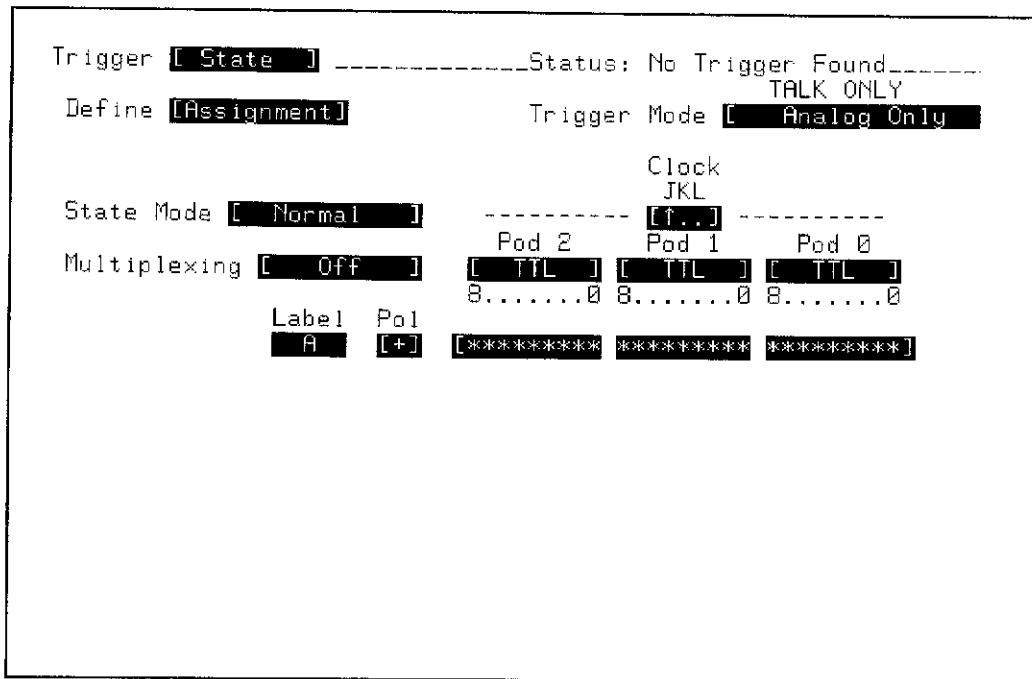 Trigger [ State ] _____________Status: No Trigger Found_______
TALK ONLY
Define [Assignment] Trigger Mode [ Analog Only
Clock
JKL
State Mode [ Normal ] ---------- [↑..] ----------
Pod 2 Pod 1 Pod 0
Multiplexing [ Off ] [ TTL ] [ TTL ] [ TTL ]
8.......0 8.......0 8.......0
Label Pol
A [+] [********* ********* *********]